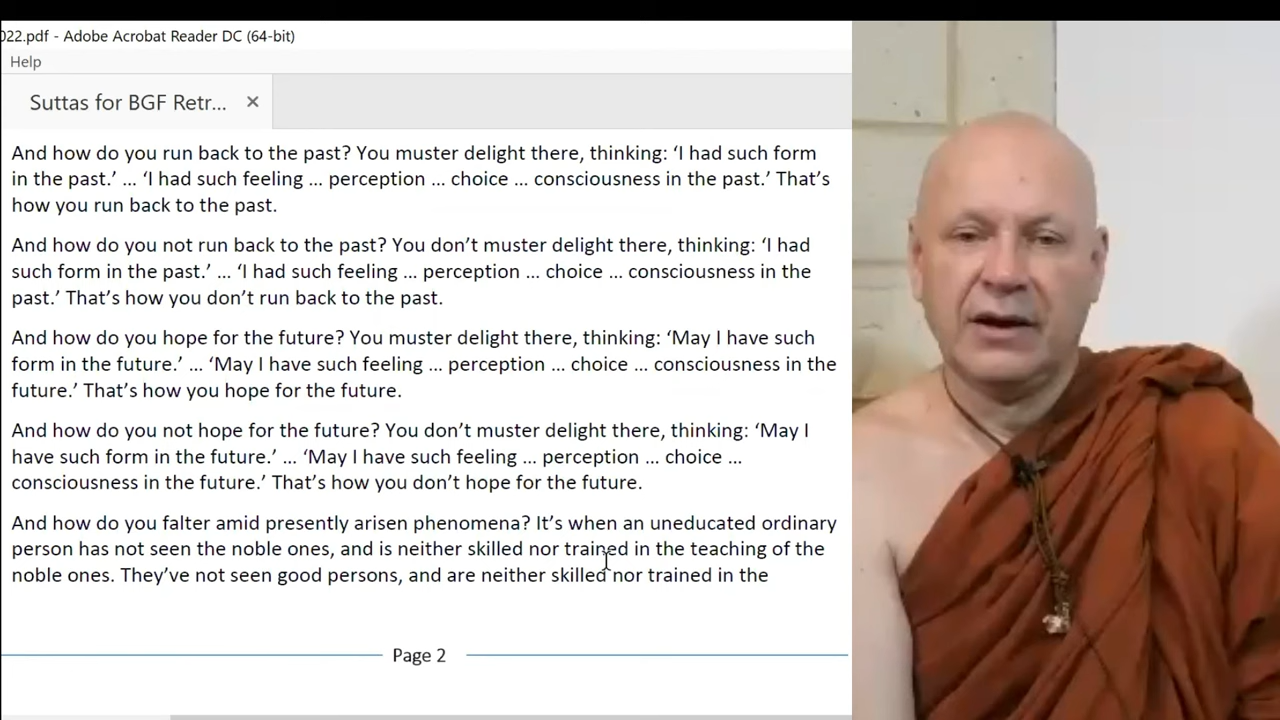 022.pdf - Adobe Acrobat Reader DC (64-bit)
Help
Suttas for BGF Retr... ×
And how do you run back to the past? You muster delight there, thinking: ‘I had such form
in the past.’ ... ‘I had such feeling ... perception ... choice ... consciousness in the past.’ That’s
how you run back to the past.
And how do you not run back to the past? You don’t muster delight there, thinking: ‘I had
such form in the past.’ ... ‘I had such feeling ... perception ... choice ... consciousness in the
past.’ That’s how you don’t run back to the past.
And how do you hope for the future? You muster delight there, thinking: ‘May I have such
form in the future.’ ... ‘May I have such feeling ... perception ... choice ... consciousness in the
future.’ That’s how you hope for the future.
And how do you not hope for the future? You don’t muster delight there, thinking: ‘May I
have such form in the future.’ ... ‘May I have such feeling ... perception ... choice ...
consciousness in the future.’ That’s how you don’t hope for the future.
And how do you falter amid presently arisen phenomena? It’s when an uneducated ordinary
person has not seen the noble ones, and is neither skilled nor trained in the teaching of the
noble ones. They’ve not seen good persons, and are neither skilled nor trained in the
Page 2